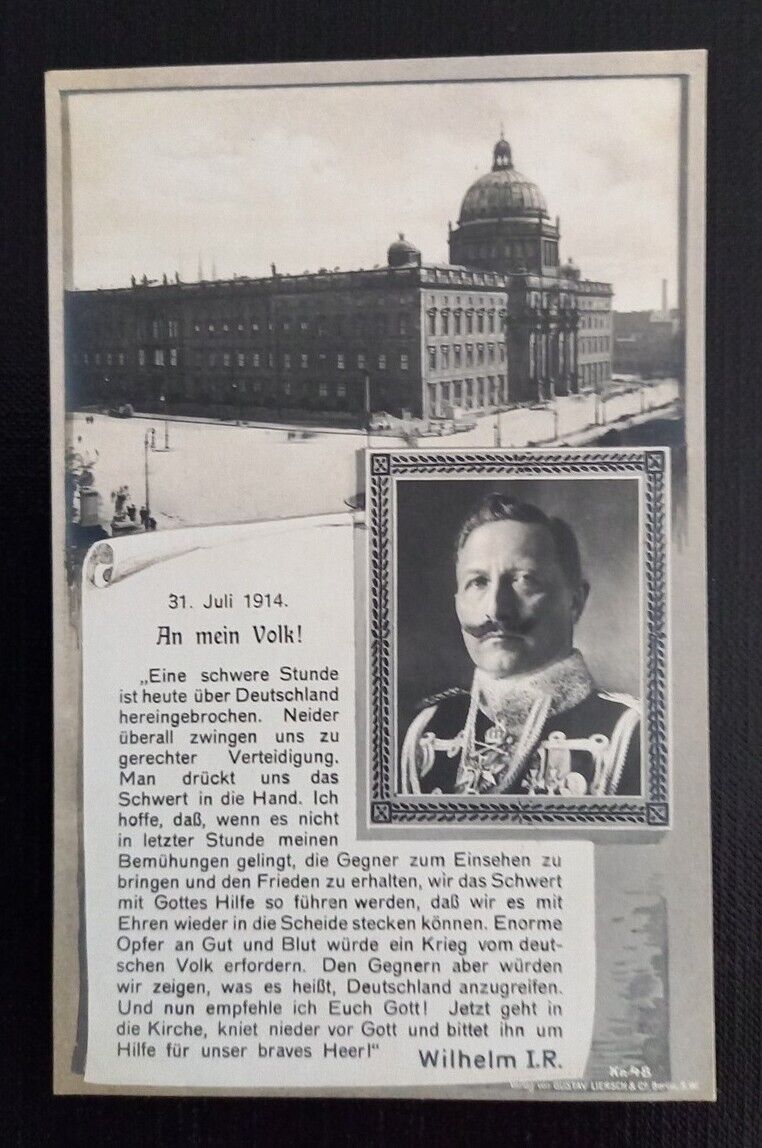 31. Juli 1914.
An mein Volk!
„Eine schwere Stunde
ist heute über Deutschland
hereingebrochen. Neider
überall zwingen uns zu
gerechter Verteidigung.
Man drückt uns das
Schwert in die Hand. Ich
hoffe, daß, wenn es nicht
in letzter Stunde meinen
Bemühungen gelingt, die Gegner zum Einsehen zu
bringen und den Frieden zu erhalten, wir das Schwert
mit Gottes Hilfe so führen werden, daß wir es mit
Ehren wieder in die Scheide stecken können. Enorme
Opfer an Gut und Blut würde ein Krieg vom deut-
schen Volk erfordern. Den Gegnern aber würden
wir zeigen, was es heißt, Deutschland anzugreifen.
Und nun empfehle ich Euch Gott! Jetzt geht in
die Kirche, kniet nieder vor Gott und bittet ihn um
Hilfe für unser braves Heer!“
Wilhelm I.R.
Kn 48
Verlag von GUSTAV LIERSCH & Co. Berlin, S.W.